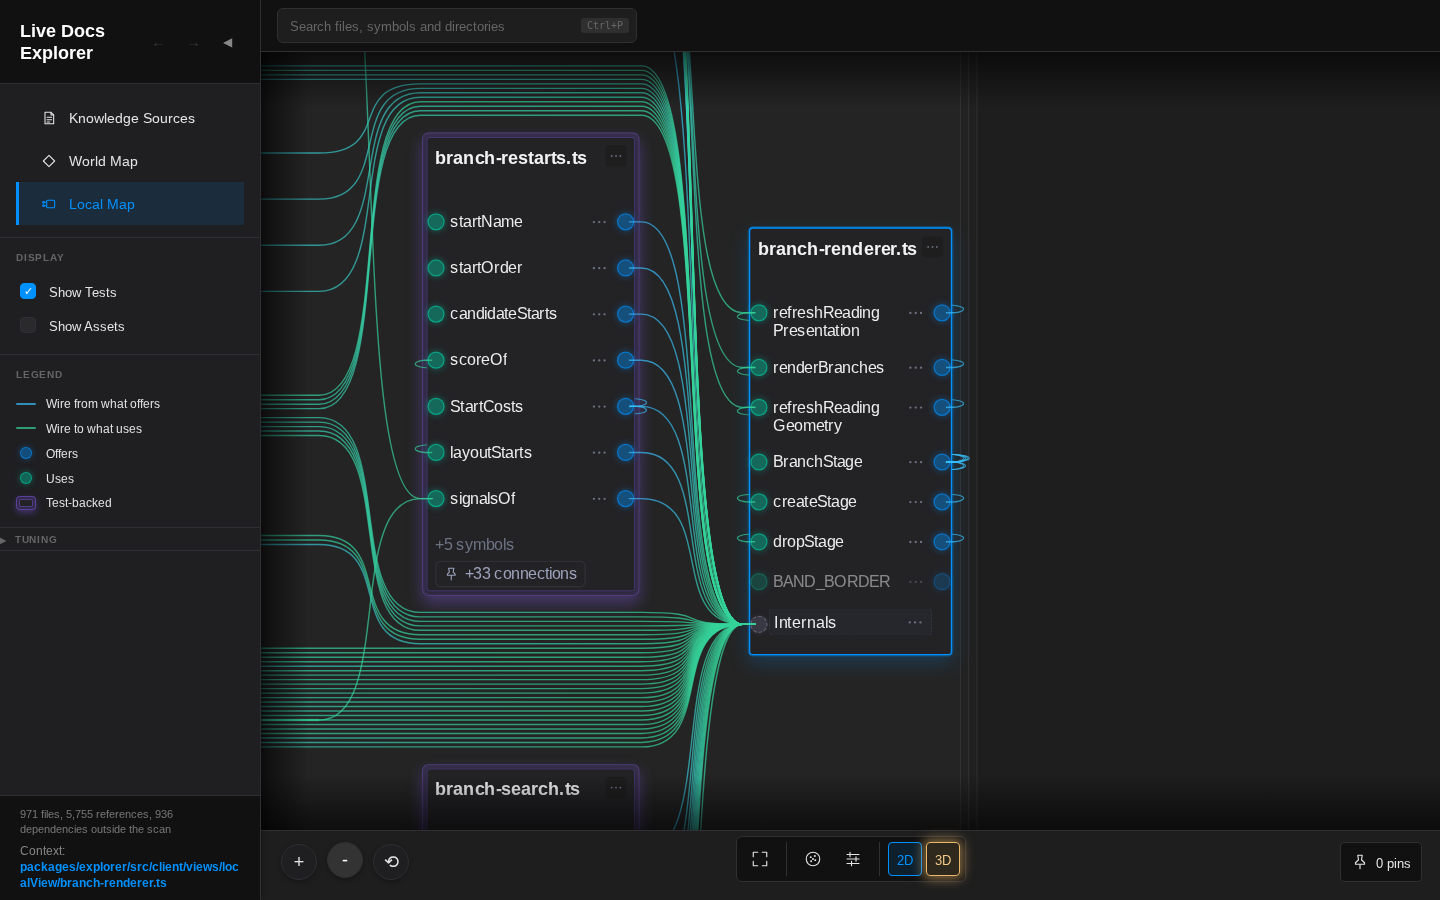 Live Docs
Explorer
Search files, symbols and directories
Ctrl+P
Knowledge Sources
World Map
Local Map
DISPLAY
Show Tests
Show Assets
LEGEND
Wire from what offers
Wire to what uses
Offers
Uses
Test-backed
TUNING
971 files, 5,755 references, 936
dependencies outside the scan
Context:
packages/explorer/src/client/views/loc
alView/branch-renderer.ts
branch-restarts.ts
startName
startOrder
candidateStarts
scoreOf
StartCosts
layoutStarts
signalsOf
+5 symbols
+33 connections
branch-renderer.ts
refreshReading
Presentation
renderBranches
refreshReading
Geometry
BranchStage
createStage
dropStage
BAND_BORDER
Internals
branch-search.ts
2D
3D
0 pins